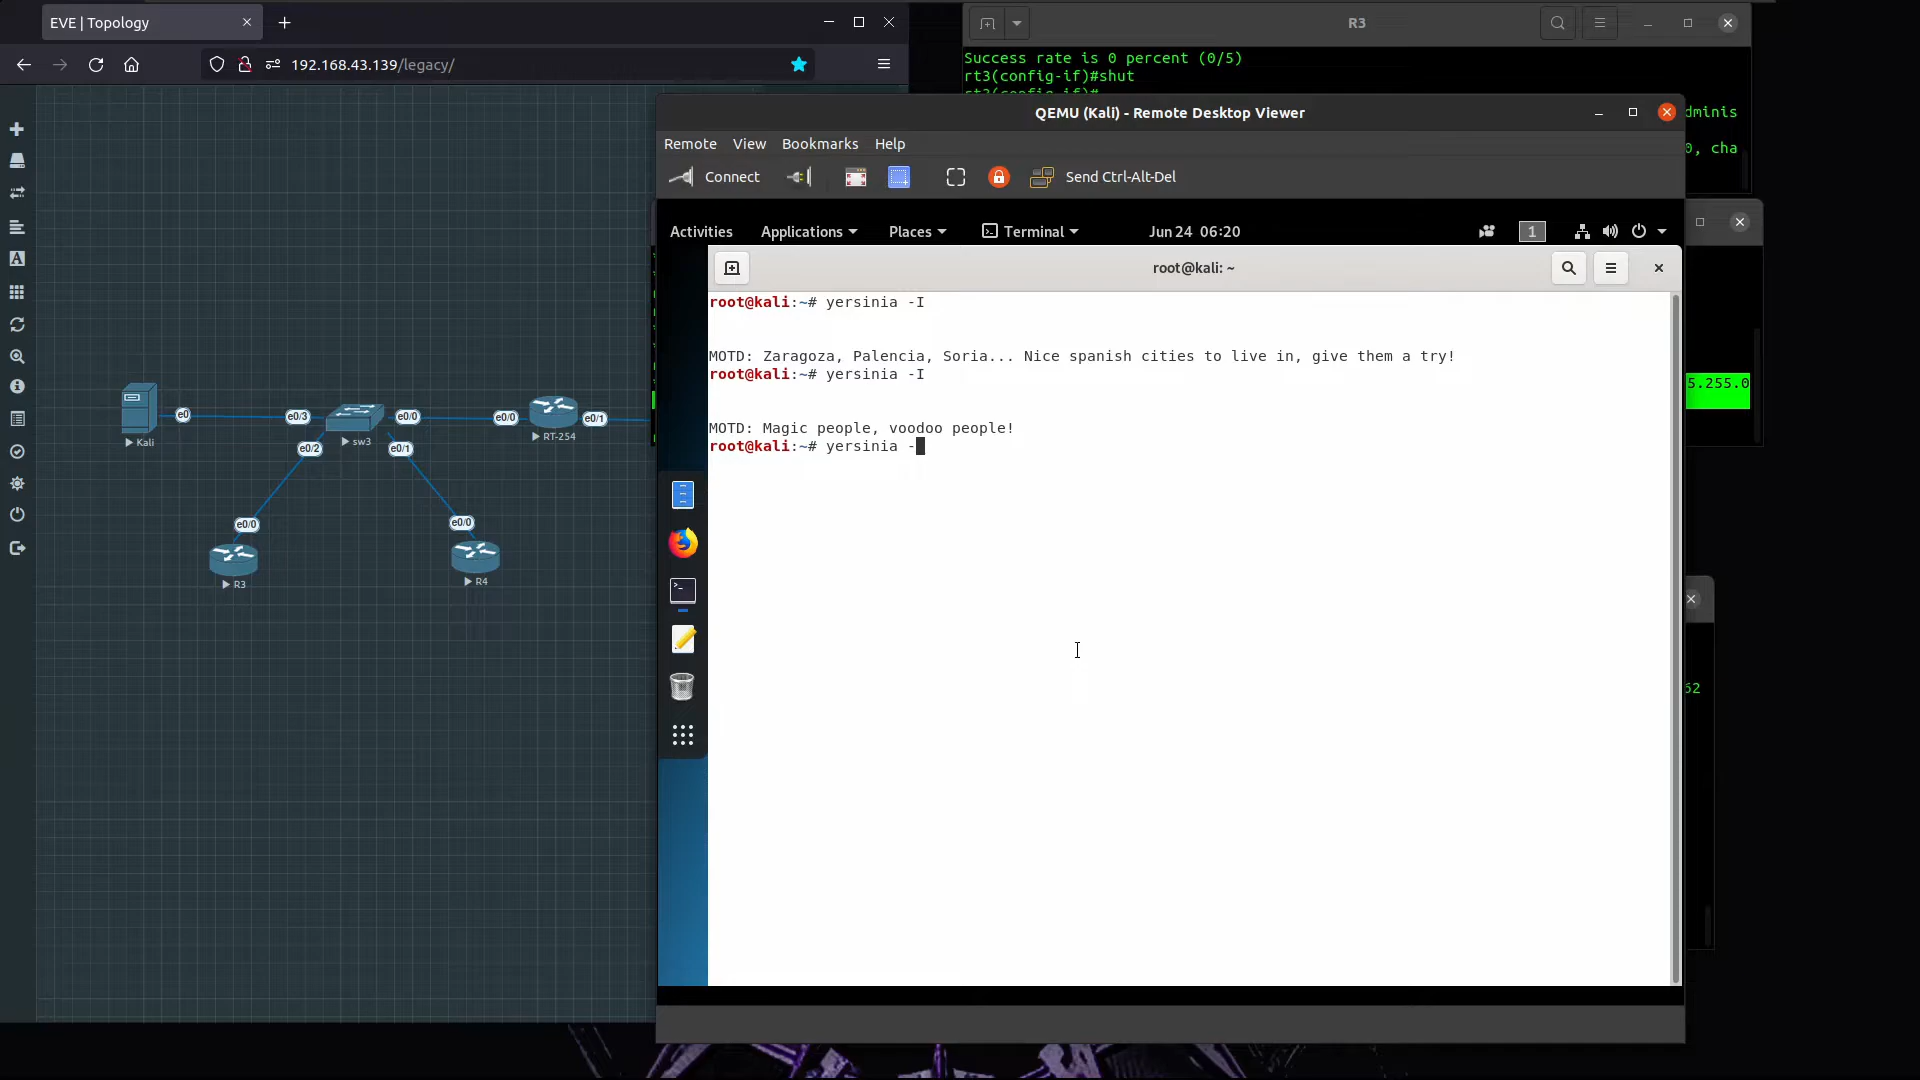 EVE | Topology
192.168.43.139/legacy/
Kali
e0
e0/3
sw3
e0/0
e0/2
e0/1
e0/0
RT-254
e0/1
e0/0
R3
e0/0
R4
R3
Success rate is 0 percent (0/5)
rt3(config-if)#shut
rt3(config-if)#
dminis
0, cha
5.255.0
62
QEMU (Kali) - Remote Desktop Viewer
Remote View Bookmarks Help
Connect
Send Ctrl-Alt-Del
Activities Applications Places Terminal Jun 24 06:20 1
root@kali: ~
root@kali:~# yersinia -I
MOTD: Zaragoza, Palencia, Soria... Nice spanish cities to live in, give them a try!
root@kali:~# yersinia -I
MOTD: Magic people, voodoo people!
root@kali:~# yersinia -